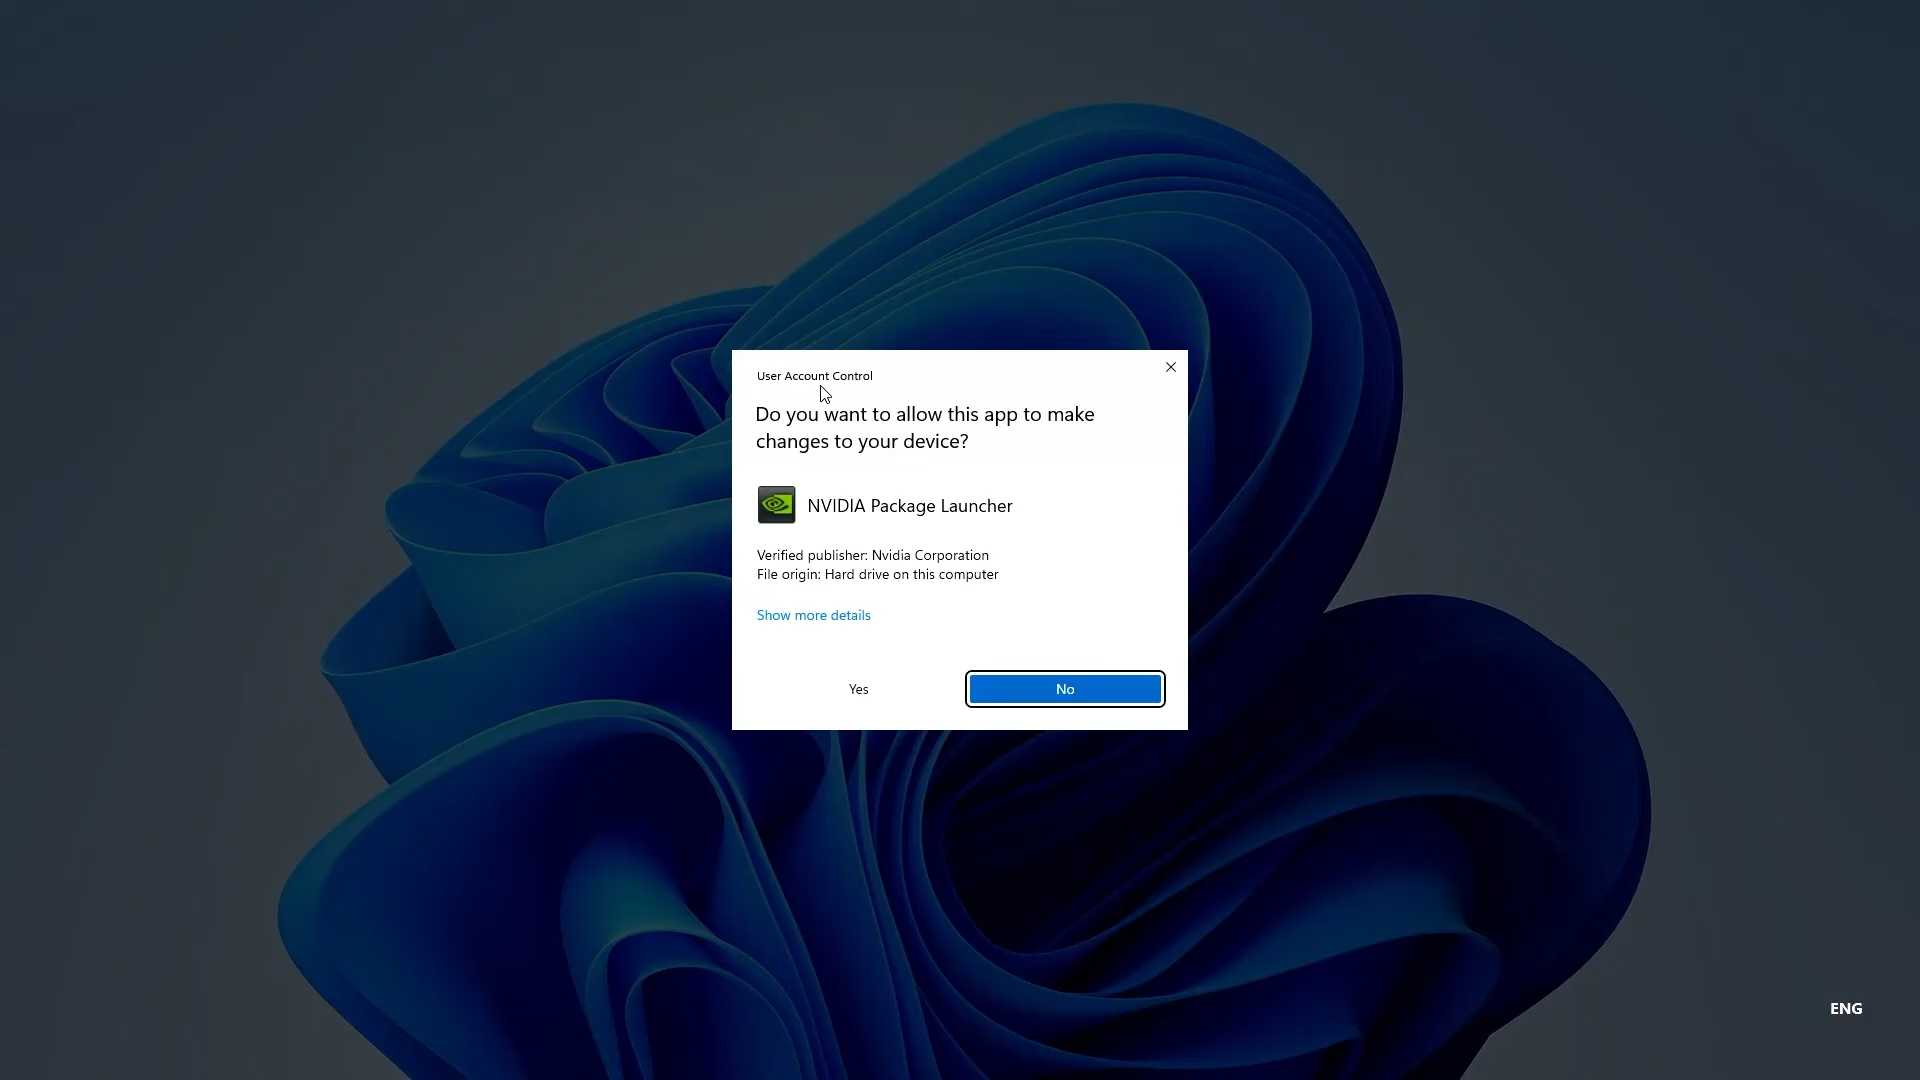 User Account Control
Do you want to allow this app to make
changes to your device?
NVIDIA Package Launcher
Verified publisher: Nvidia Corporation
File origin: Hard drive on this computer
Show more details
Yes
No
ENG